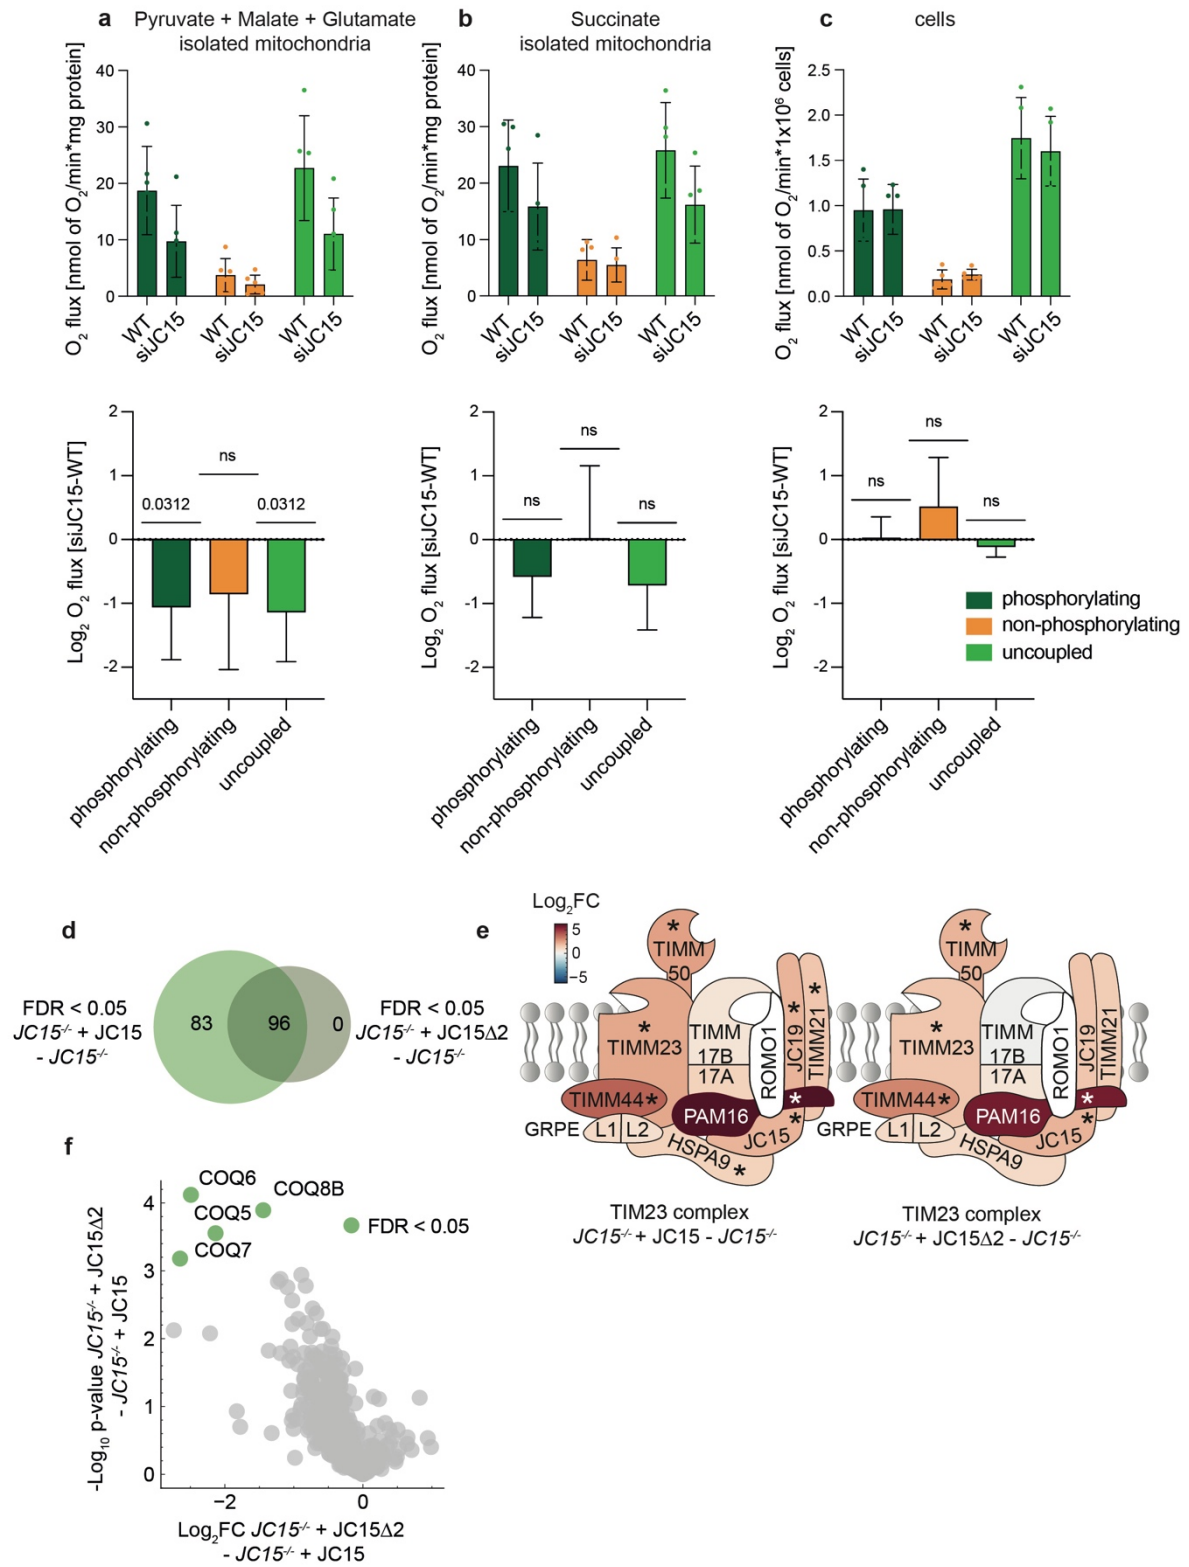 a
Pyruvate + Malate + Glutamate
isolated mitochondria
O2 flux [nmol of O2/min*mg protein]
40
30
20
10
0
WT
siJC15
WT
siJC15
WT
siJC15
b
Succinate
isolated mitochondria
O2 flux [nmol of O2/min*mg protein]
40
30
20
10
0
WT
siJC15
WT
siJC15
WT
siJC15
c
cells
O2 flux [nmol of O2/min*1x10⁶ cells]
2.5
2.0
1.5
1.0
0.5
0.0
WT
siJC15
WT
siJC15
WT
siJC15
Log2 O2 flux [siJC15-WT]
2
1
0
-1
-2
0.0312
ns
0.0312
phosphorylating
non-phosphorylating
uncoupled
Log2 O2 flux [siJC15-WT]
2
1
0
-1
-2
ns
ns
ns
phosphorylating
non-phosphorylating
uncoupled
Log2 O2 flux [siJC15-WT]
2
1
0
-1
-2
ns
ns
ns
phosphorylating
non-phosphorylating
uncoupled
phosphorylating
non-phosphorylating
uncoupled
d
FDR < 0.05
JC15-/- + JC15
- JC15-/-
83
96
0
FDR < 0.05
JC15-/- + JC15Δ2
- JC15-/-
e
Log2FC
5
0
−5
*
TIMM
50
*
TIMM23
TIMM
17B
17A
ROMO1
*
JC19
*
TIMM21
TIMM44*
PAM16
*
*
GRPE
L1
L2
JC15
HSPA9
*
TIM23 complex
JC15-/- + JC15 - JC15-/-
*
TIMM
50
*
TIMM23
TIMM
17B
17A
ROMO1
JC19
TIMM21
TIMM44*
PAM16
*
*
GRPE
L1
L2
JC15
HSPA9
TIM23 complex
JC15-/- + JC15Δ2 - JC15-/-
f
COQ6
COQ8B
COQ5
FDR < 0.05
COQ7
-Log10 p-value JC15-/- + JC15Δ2
- JC15-/- + JC15
4
3
2
1
0
−2
0
Log2FC JC15-/- + JC15Δ2
- JC15-/- + JC15